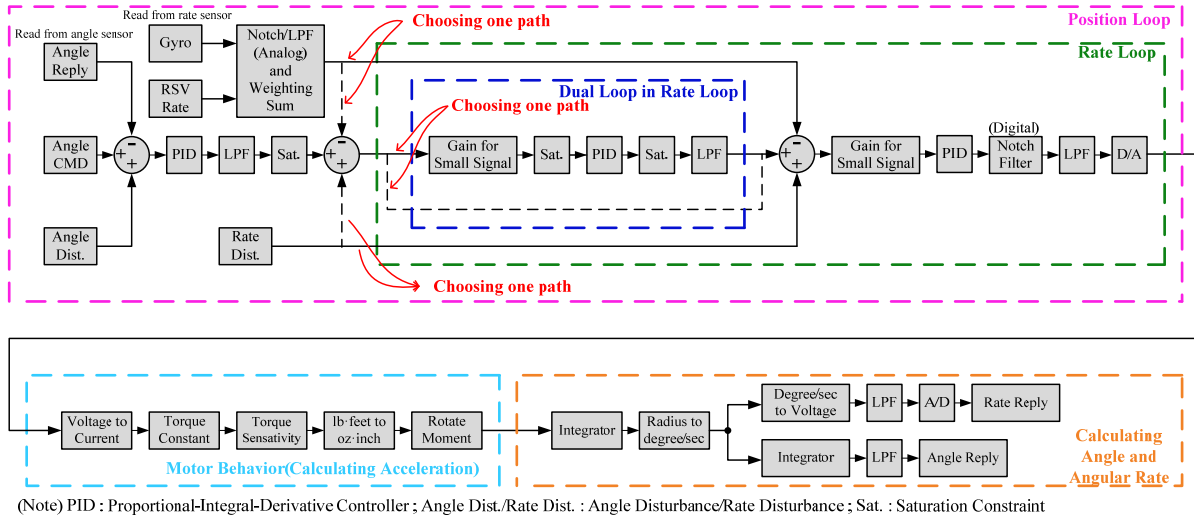 Read from rate sensor
Choosing one path
Position Loop
Read from angle sensor
Angle
Reply
Gyro
Notch/LPF
(Analog)
and
Weighting
Sum
RSV
Rate
Rate Loop
Dual Loop in Rate Loop
Choosing one path
Angle
CMD
-
+
+
PID
LPF
Sat.
-
+
+
Gain for
Small Signal
Sat.
PID
Sat.
LPF
-
+
+
Gain for
Small Signal
PID
(Digital)
Notch
Filter
LPF
D/A
Angle
Dist.
Rate
Dist.
Choosing one path
Voltage to
Current
Torque
Constant
Torque
Sensativity
lb·feet to
oz·inch
Rotate
Moment
Motor Behavior(Calculating Acceleration)
Integrator
Radius to
degree/sec
Degree/sec
to Voltage
LPF
A/D
Rate Reply
Integrator
LPF
Angle Reply
Calculating
Angle and
Angular Rate
(Note) PID : Proportional-Integral-Derivative Controller ; Angle Dist./Rate Dist. : Angle Disturbance/Rate Disturbance ; Sat. : Saturation Constraint